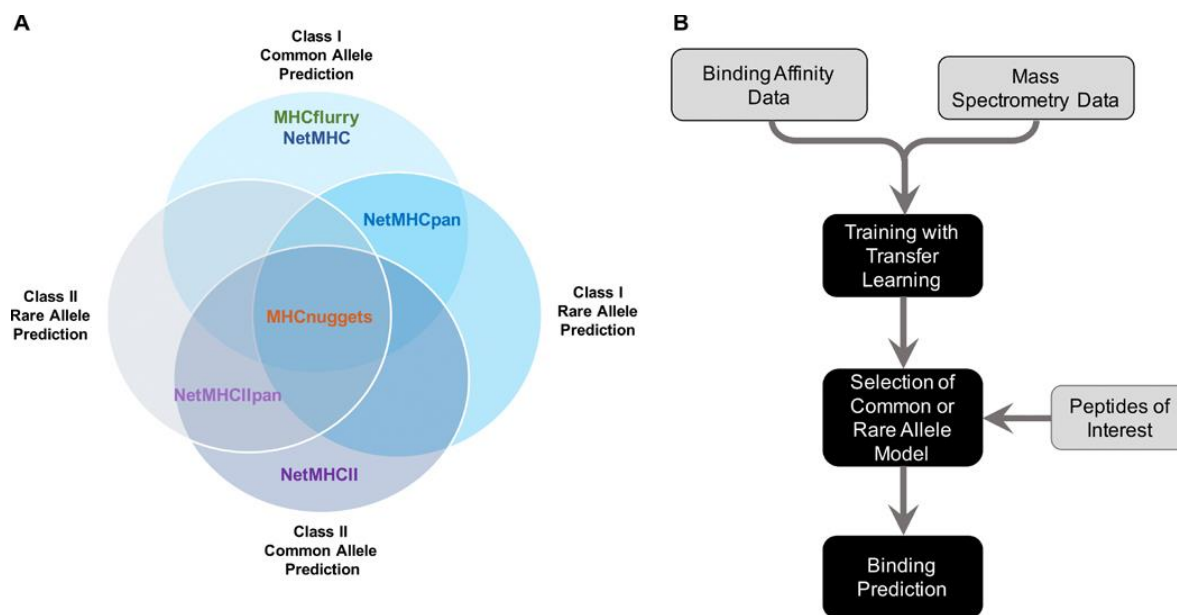 A
Class I
Common Allele
Prediction
MHCflurry
NetMHC
NetMHCpan
Class II
Rare Allele
Prediction
Class I
Rare Allele
Prediction
MHCnuggets
NetMHCIIpan
NetMHCII
Class II
Common Allele
Prediction
B
Binding Affinity
Data
Mass
Spectrometry Data
Training with
Transfer
Learning
Selection of
Common or
Rare Allele
Model
Peptides of
Interest
Binding
Prediction